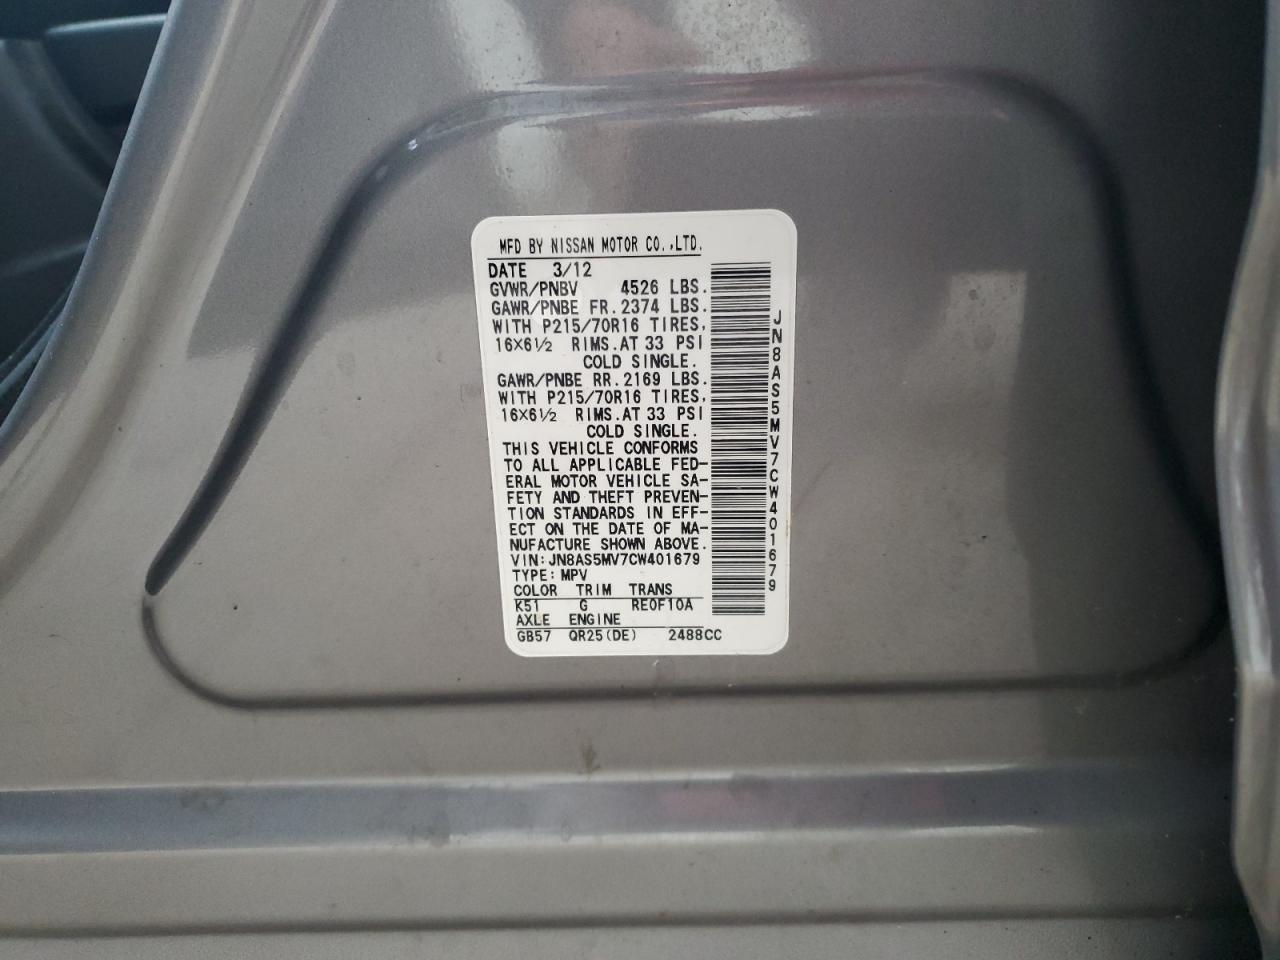 MFD BY NISSAN MOTOR CO.,LTD.
DATE 3/12
GVWR/PNBV 4526 LBS.
GAWR/PNBE FR. 2374 LBS.
WITH P215/70R16 TIRES,
16X6½ RIMS. AT 33 PSI
COLD SINGLE.
GAWR/PNBE RR. 2169 LBS.
WITH P215/70R16 TIRES,
16X6½ RIMS. AT 33 PSI
COLD SINGLE.
THIS VEHICLE CONFORMS
TO ALL APPLICABLE FED-
ERAL MOTOR VEHICLE SA-
FETY AND THEFT PREVEN-
TION STANDARDS IN EFF-
ECT ON THE DATE OF MA-
NUFACTURE SHOWN ABOVE.
VIN:JN8AS5MV7CW401679
TYPE:MPV
COLOR TRIM TRANS
K51 G RE0F10A
AXLE ENGINE
GB57 QR25(DE) 2488CC
JN8AS5MV7CW401679